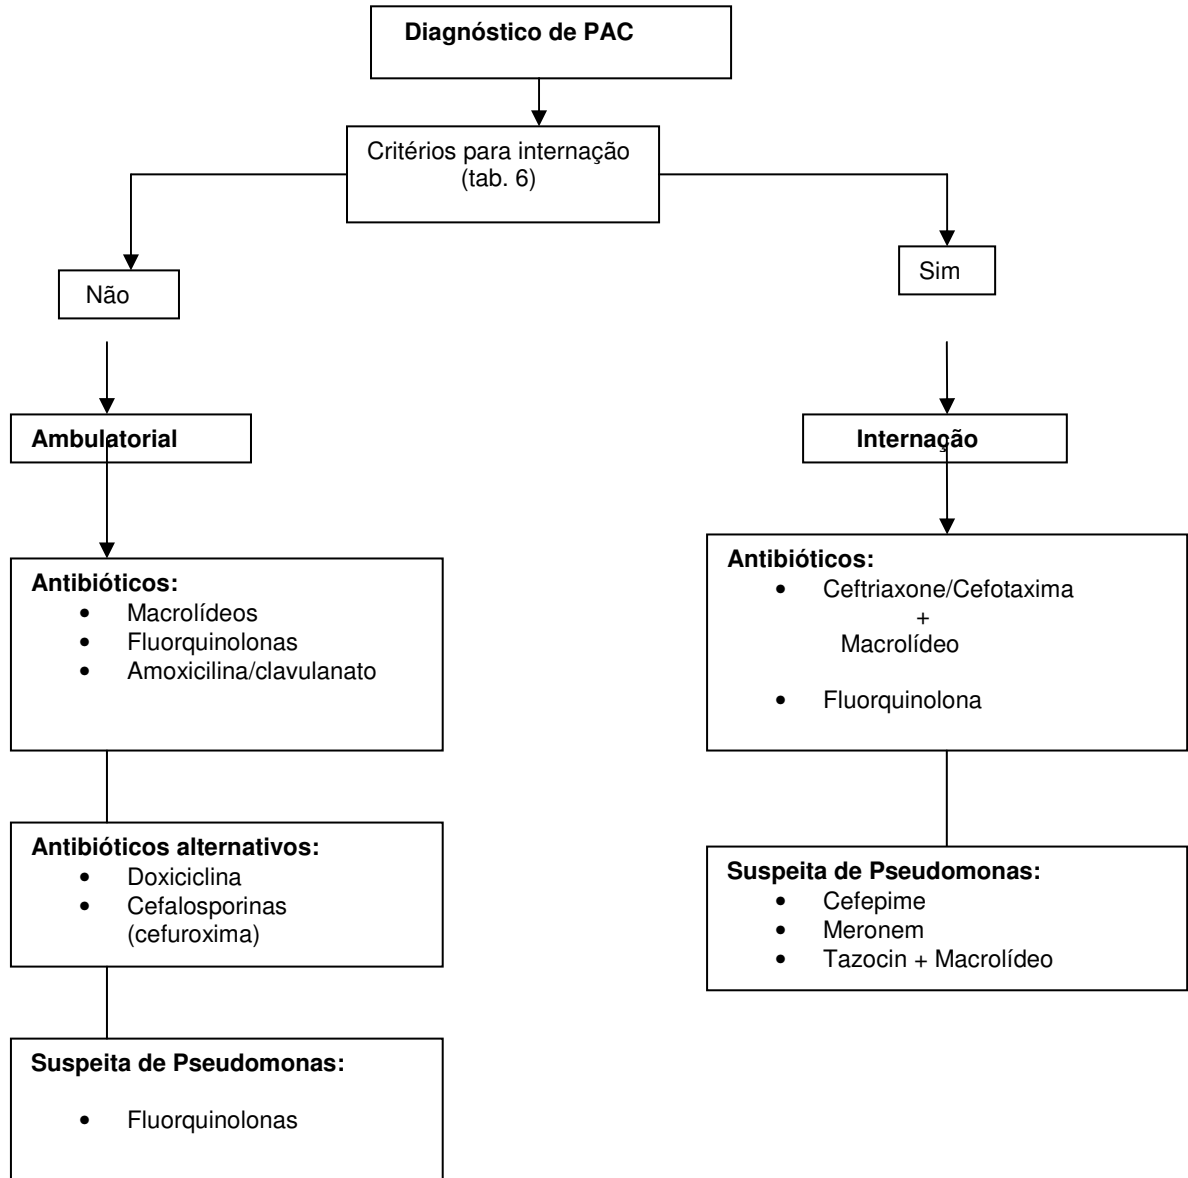 Diagnóstico de PAC
Critérios para internação
(tab. 6)
Não
Sim
Ambulatorial
Internação
Antibióticos:
• Macrolídeos
• Fluorquinolonas
• Amoxicilina/clavulanato
Antibióticos:
• Ceftriaxone/Cefotaxima
+
Macrolídeo
• Fluorquinolona
Antibióticos alternativos:
• Doxiciclina
• Cefalosporinas
(cefuroxima)
Suspeita de Pseudomonas:
• Cefepime
• Meronem
• Tazocin + Macrolídeo
Suspeita de Pseudomonas:
• Fluorquinolonas